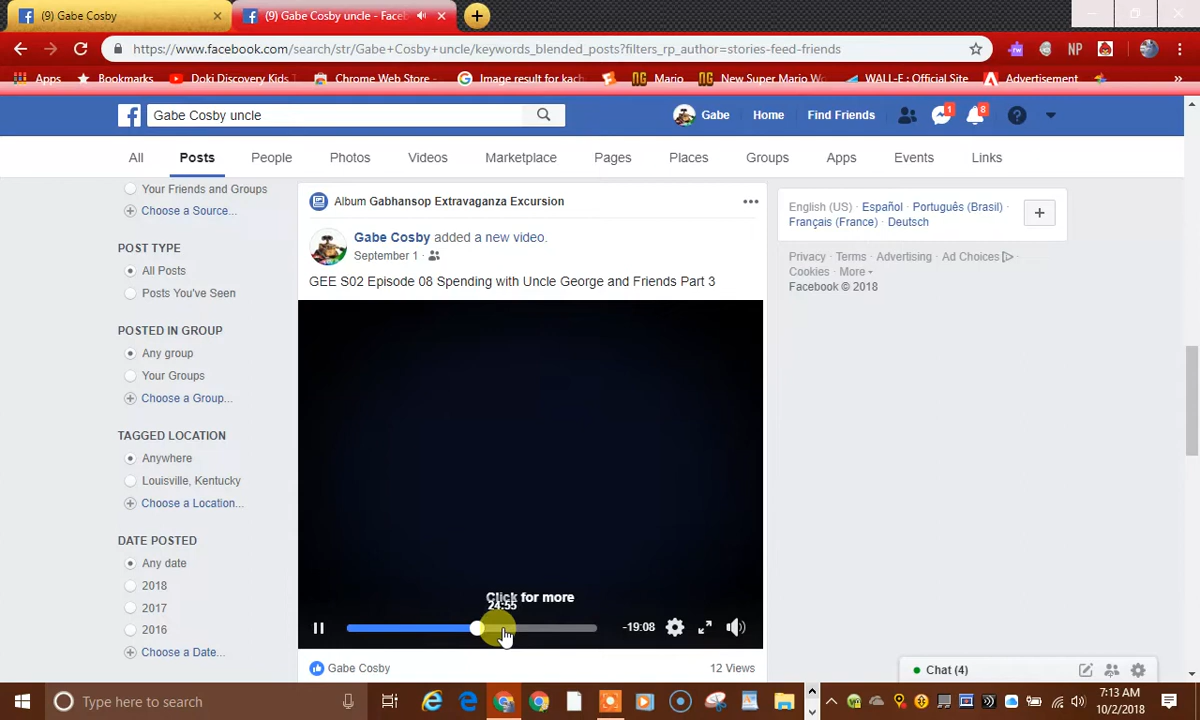 (9) Gabe Cosby
(9) Gabe Cosby uncle - Faceb
https://www.facebook.com/search/str/Gabe+Cosby+uncle/keywords_blended_posts?filters_rp_author=stories-feed-friends
NP
Apps
Bookmarks
Doki Discovery Kids
Chrome Web Store -
Image result for kach
Mario
New Super Mario Wo
WALL-E : Official Site
Advertisement
»
Gabe Cosby uncle
Gabe
Home
Find Friends
1
8
All
Posts
People
Photos
Videos
Marketplace
Pages
Places
Groups
Apps
Events
Links
Your Friends and Groups
Choose a Source...
POST TYPE
All Posts
Posts You've Seen
POSTED IN GROUP
Any group
Your Groups
Choose a Group...
TAGGED LOCATION
Anywhere
Louisville, Kentucky
Choose a Location...
DATE POSTED
Any date
2018
2017
2016
Choose a Date...
Album Gabhansop Extravaganza Excursion
Gabe Cosby added a new video.
September 1 ·
GEE S02 Episode 08 Spending with Uncle George and Friends Part 3
Click for more
24:55
-19:08
Gabe Cosby
12 Views
English (US) · Español · Português (Brasil) ·
Français (France) · Deutsch
Privacy · Terms · Advertising · Ad Choices ·
Cookies · More
Facebook © 2018
Chat (4)
Type here to search
7:13 AM
10/2/2018